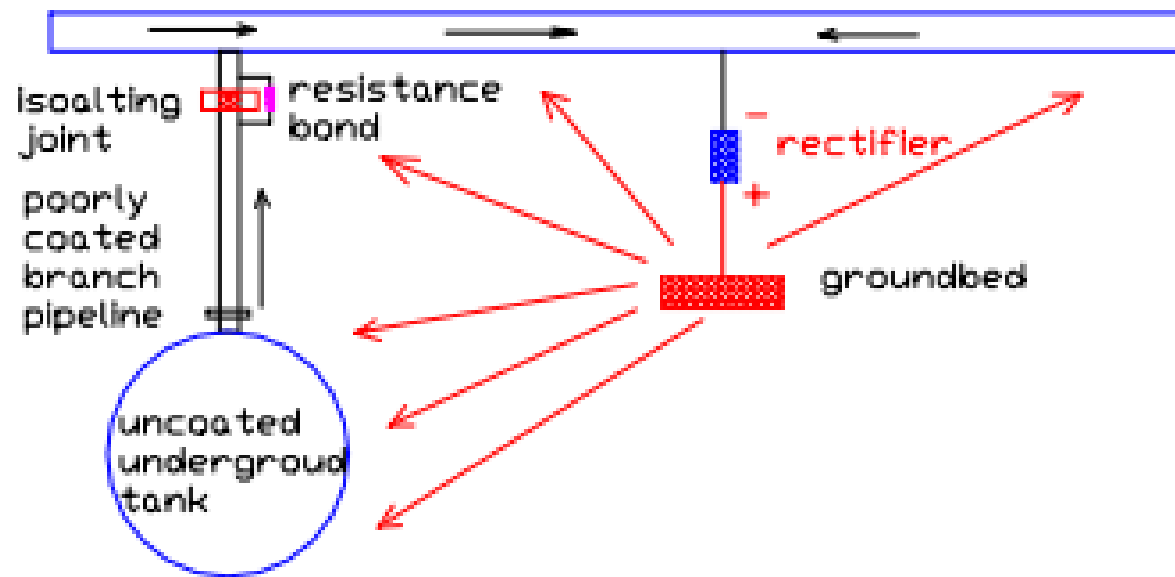 isoalting
joint
resistance
bond
-
rectifier
+
poorly
coated
branch
pipeline
groundbed
uncoated
undergroud
tank